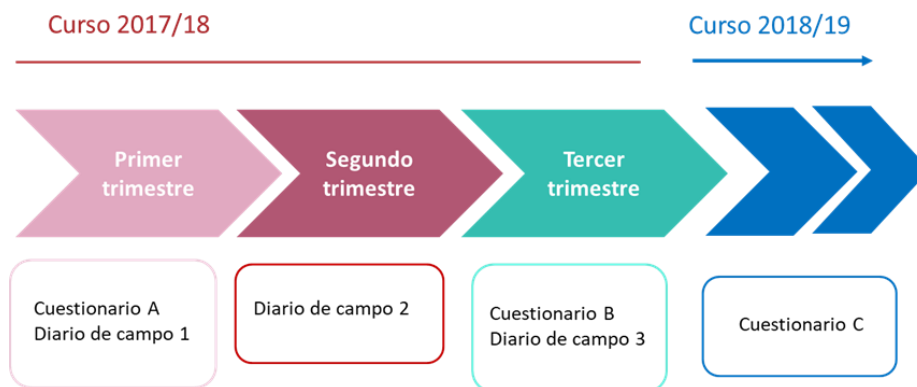 Curso 2017/18
Curso 2018/19
Primer
trimestre
Segundo
trimestre
Tercer
trimestre
Cuestionario A
Diario de campo 1
Diario de campo 2
Cuestionario B
Diario de campo 3
Cuestionario C